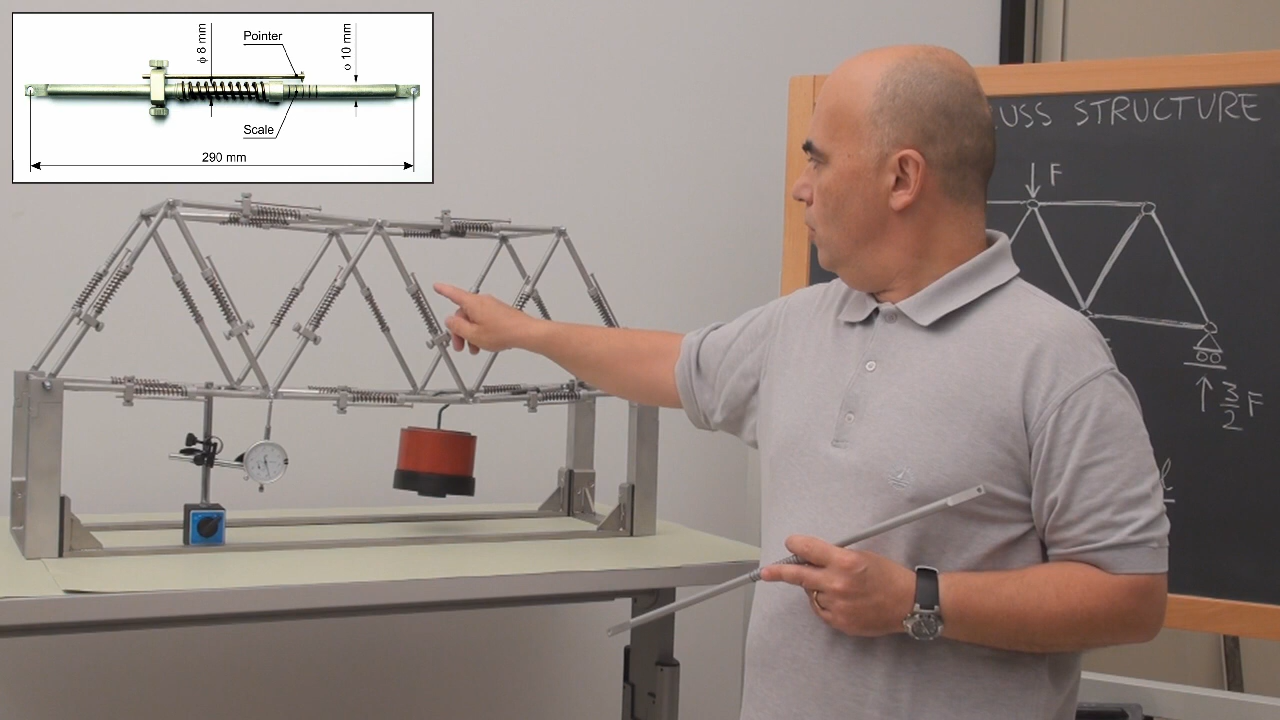 ϕ 8 mm
Pointer
ϕ 10 mm
Scale
290 mm
USS STRUCTURE
F
3/2 F